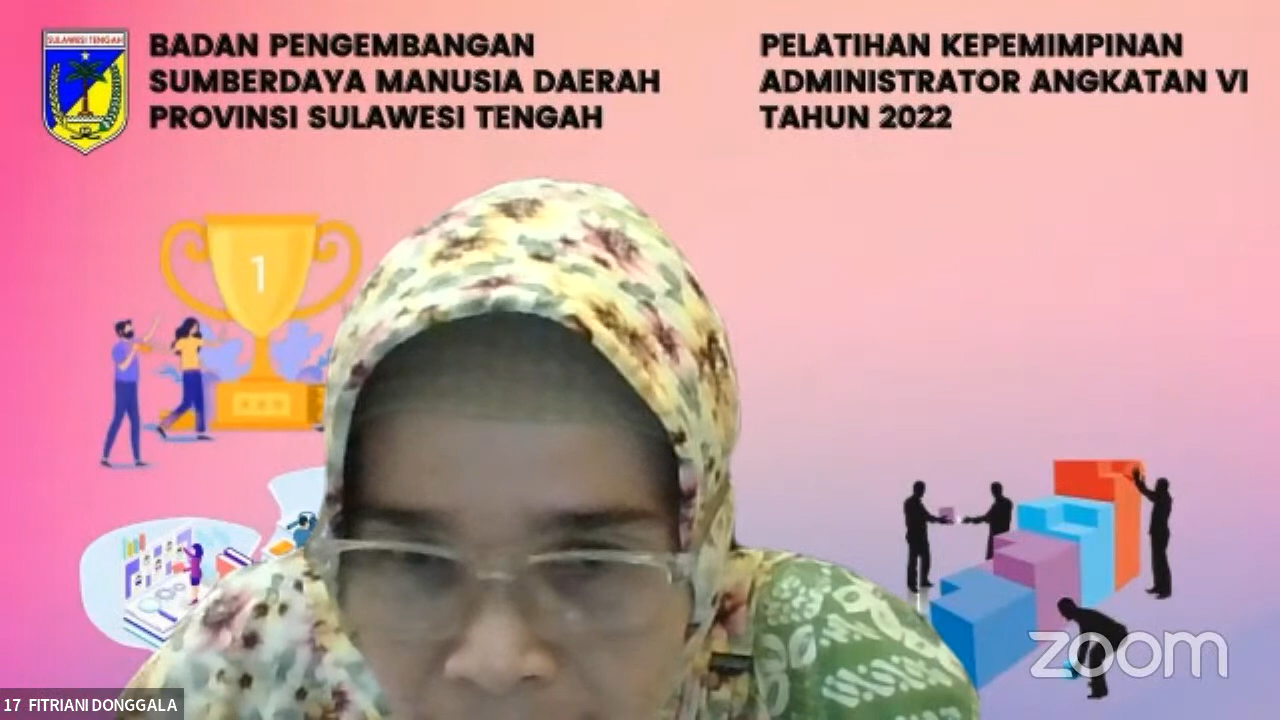 SULAWESI TENGAH
BADAN PENGEMBANGAN
SUMBERDAYA MANUSIA DAERAH
PROVINSI SULAWESI TENGAH
PELATIHAN KEPEMIMPINAN
ADMINISTRATOR ANGKATAN VI
TAHUN 2022
1
zoom
17 FITRIANI DONGGALA